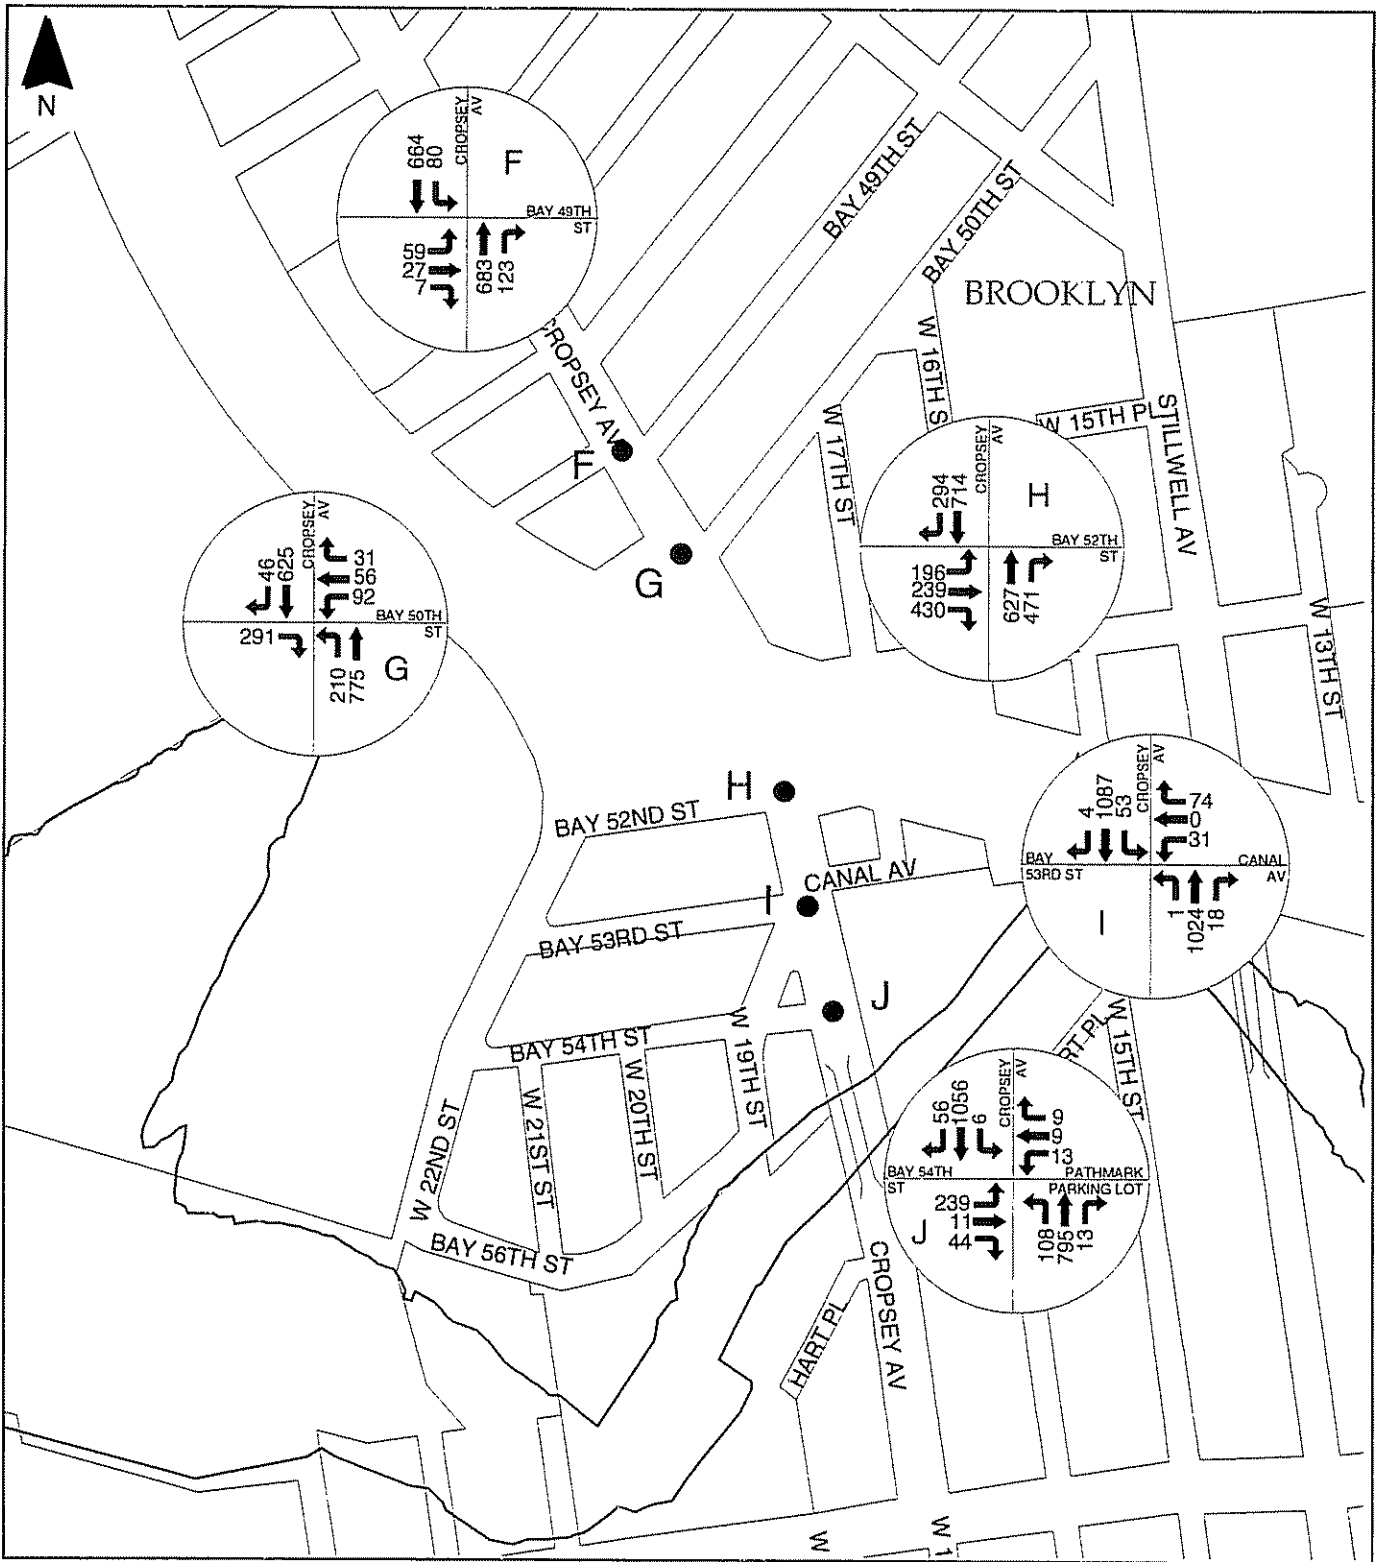 N
CROPSEY
AV
F
664
80
BAY 49TH
ST
59
27
7
683
123
BAY 49TH ST
BAY 50TH ST
BROOKLYN
CROPSEY AV
F
G
W 16TH S
W 17TH ST
W 15TH PL
STILLWELL AV
W 13TH ST
CROPSEY
AV
H
294
714
BAY 52TH
ST
196
239
430
627
471
CROPSEY
AV
46
625
31
56
92
BAY 50TH
ST
291
210
775
G
H
BAY 52ND ST
CANAL AV
I
BAY 53RD ST
J
CROPSEY
AV
4
1087
53
74
0
31
BAY
53RD ST
CANAL
AV
1
1024
18
I
BAY 54TH ST
W 19TH ST
W 20TH ST
W 21ST ST
W 22ND ST
BAY 56TH ST
RT PL
W 15TH ST
CROPSEY
AV
56
1056
6
9
9
13
BAY 54TH
ST
PATHMARK
PARKING LOT
239
11
44
108
795
13
J
HART PL
CROPSEY AV
W
W 1